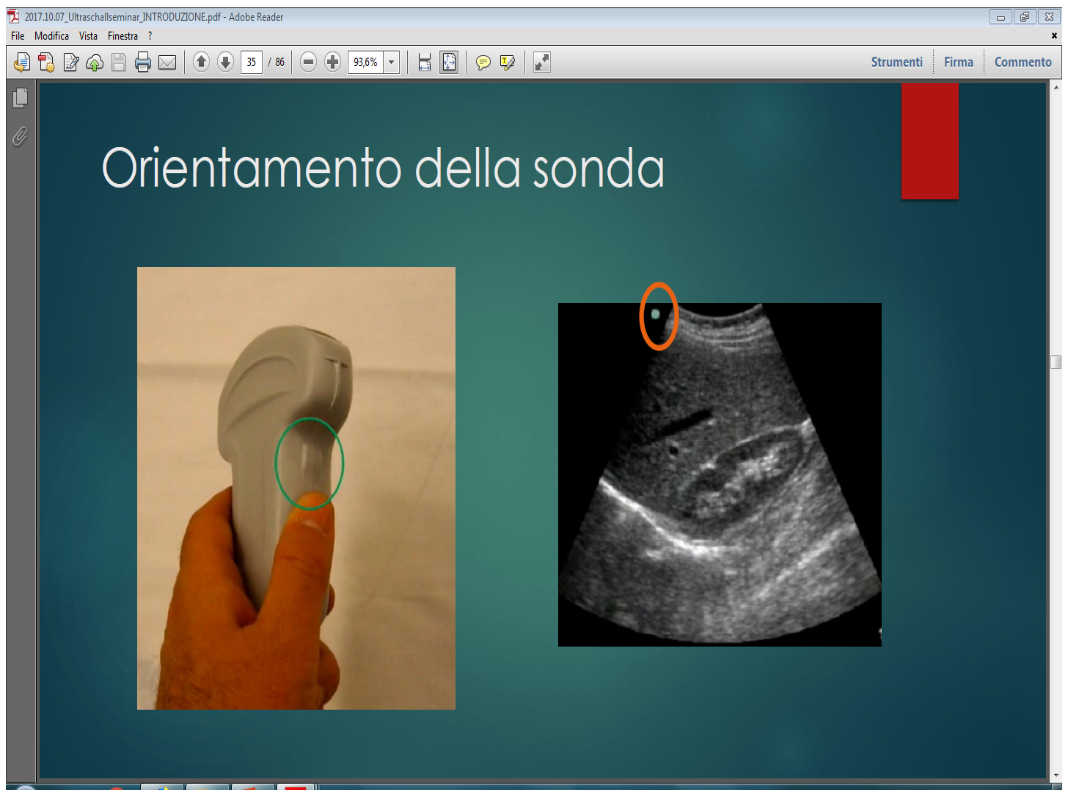 2017.10.07_Ultraschallseminar_INTRODUZIONE.pdf - Adobe Reader
File Modifica Vista Finestra ?
35 / 86 93,6% Strumenti Firma Commento
Orientamento della sonda